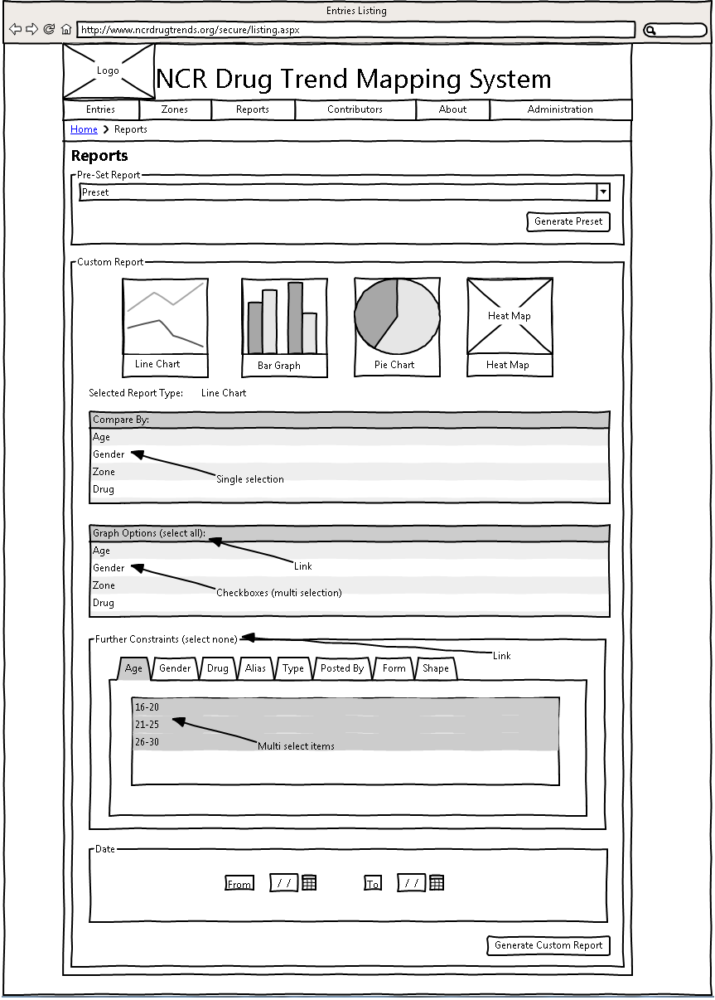 Entries Listing
http://www.ncrdrugtrends.org/secure/listing.aspx
Logo
NCR Drug Trend Mapping System
Entries Zones Reports Contributors About Administration
Home > Reports
Reports
Pre-Set Report
Preset
Generate Preset
Custom Report
Heat Map
Line Chart Bar Graph Pie Chart Heat Map
Selected Report Type: Line Chart
Compare By:
Age
Gender
Zone
Single selection
Drug
Graph Options (select all):
Age
Gender
Link
Zone
Checkboxes (multi selection)
Drug
Further Constraints (select none)
Link
Age Gender Drug Alias Type Posted By Form Shape
16-20
21-25
26-30
Multi select items
Date
From / / To / /
Generate Custom Report